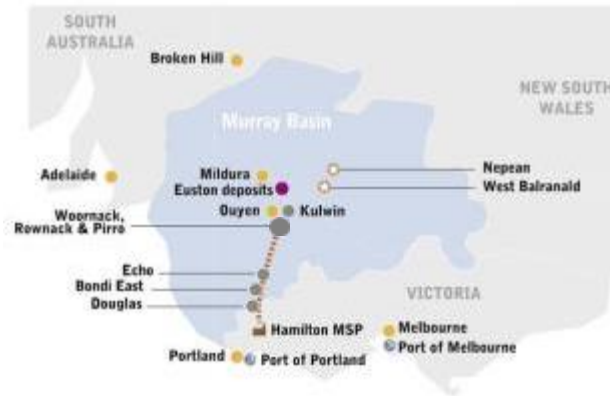 SOUTH
AUSTRALIA
Broken Hill
NEW SOUTH
WALES
Murray Basin
Adelaide
Mildura
Nepean
Euston deposits
West Balranald
Ouyen
Kulwin
Woornack,
Rownack & Pirro
Echo
Bondi East
Douglas
VICTORIA
Hamilton MSP
Melbourne
Port of Melbourne
Portland
Port of Portland